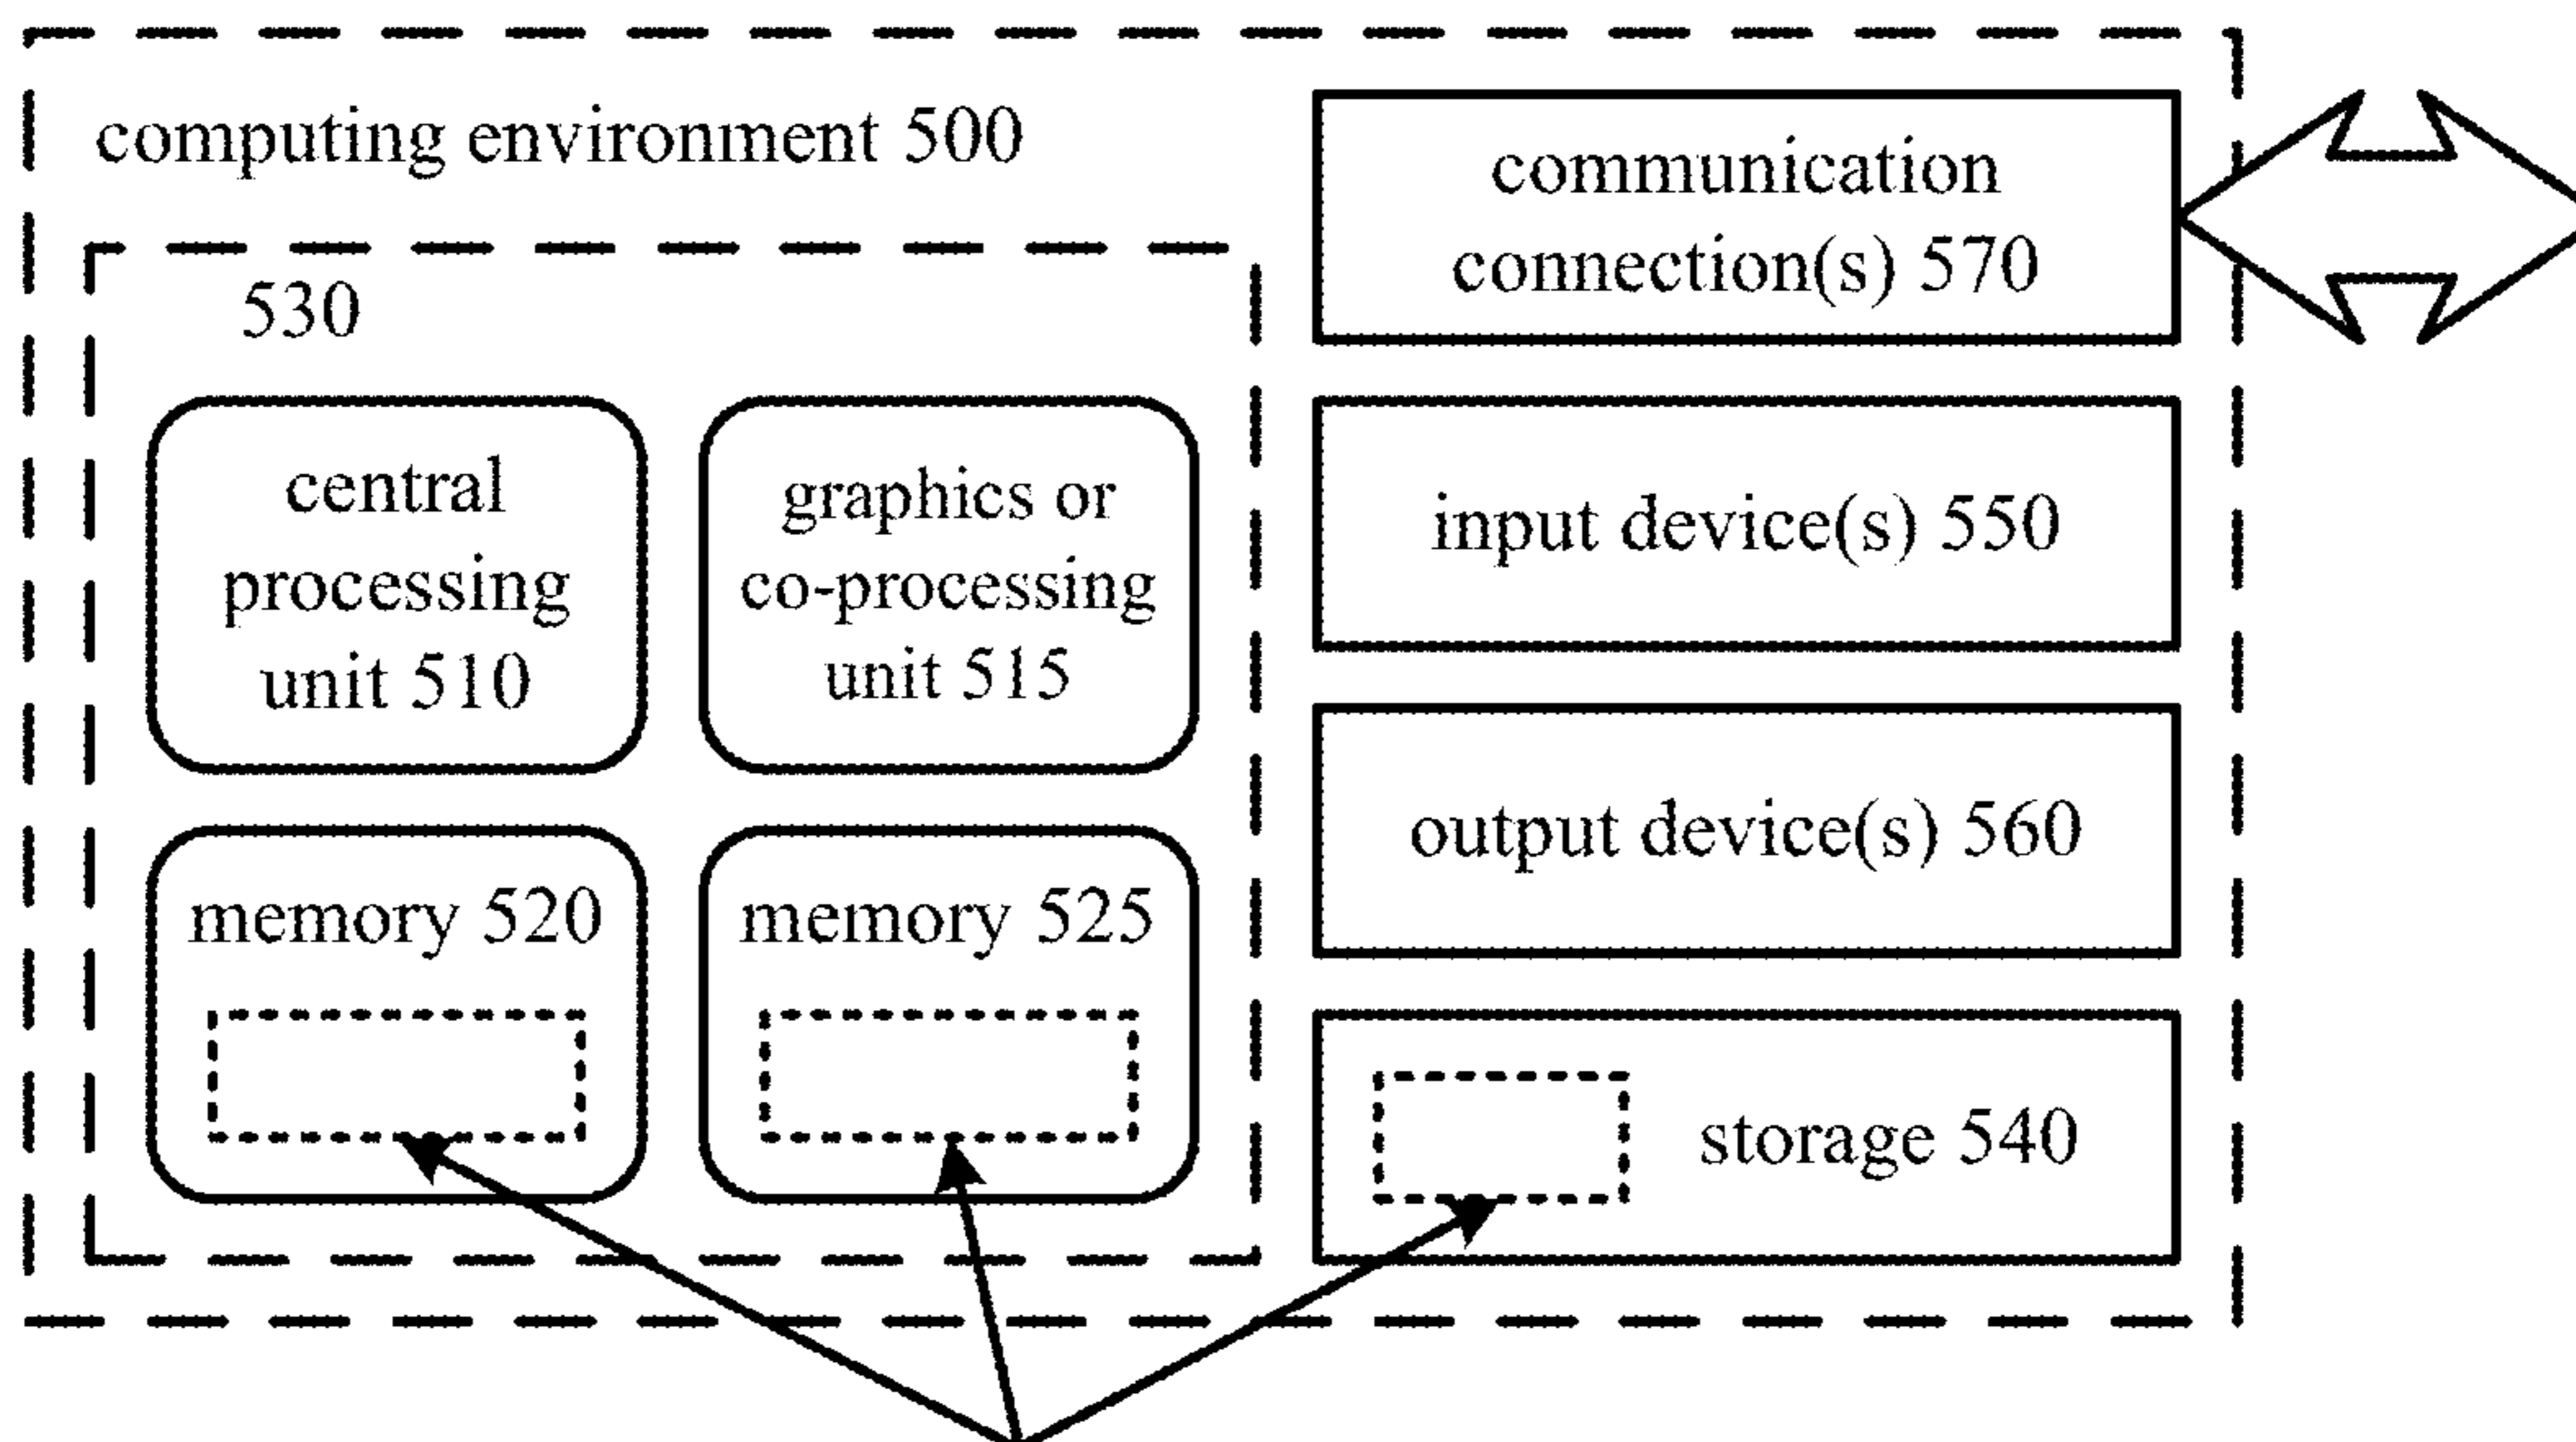 computing environment 500
530
central
processing
unit 510
graphics or
co-processing
unit 515
memory 520
memory 525
communication
connection(s) 570
input device(s) 550
output device(s) 560
storage 540